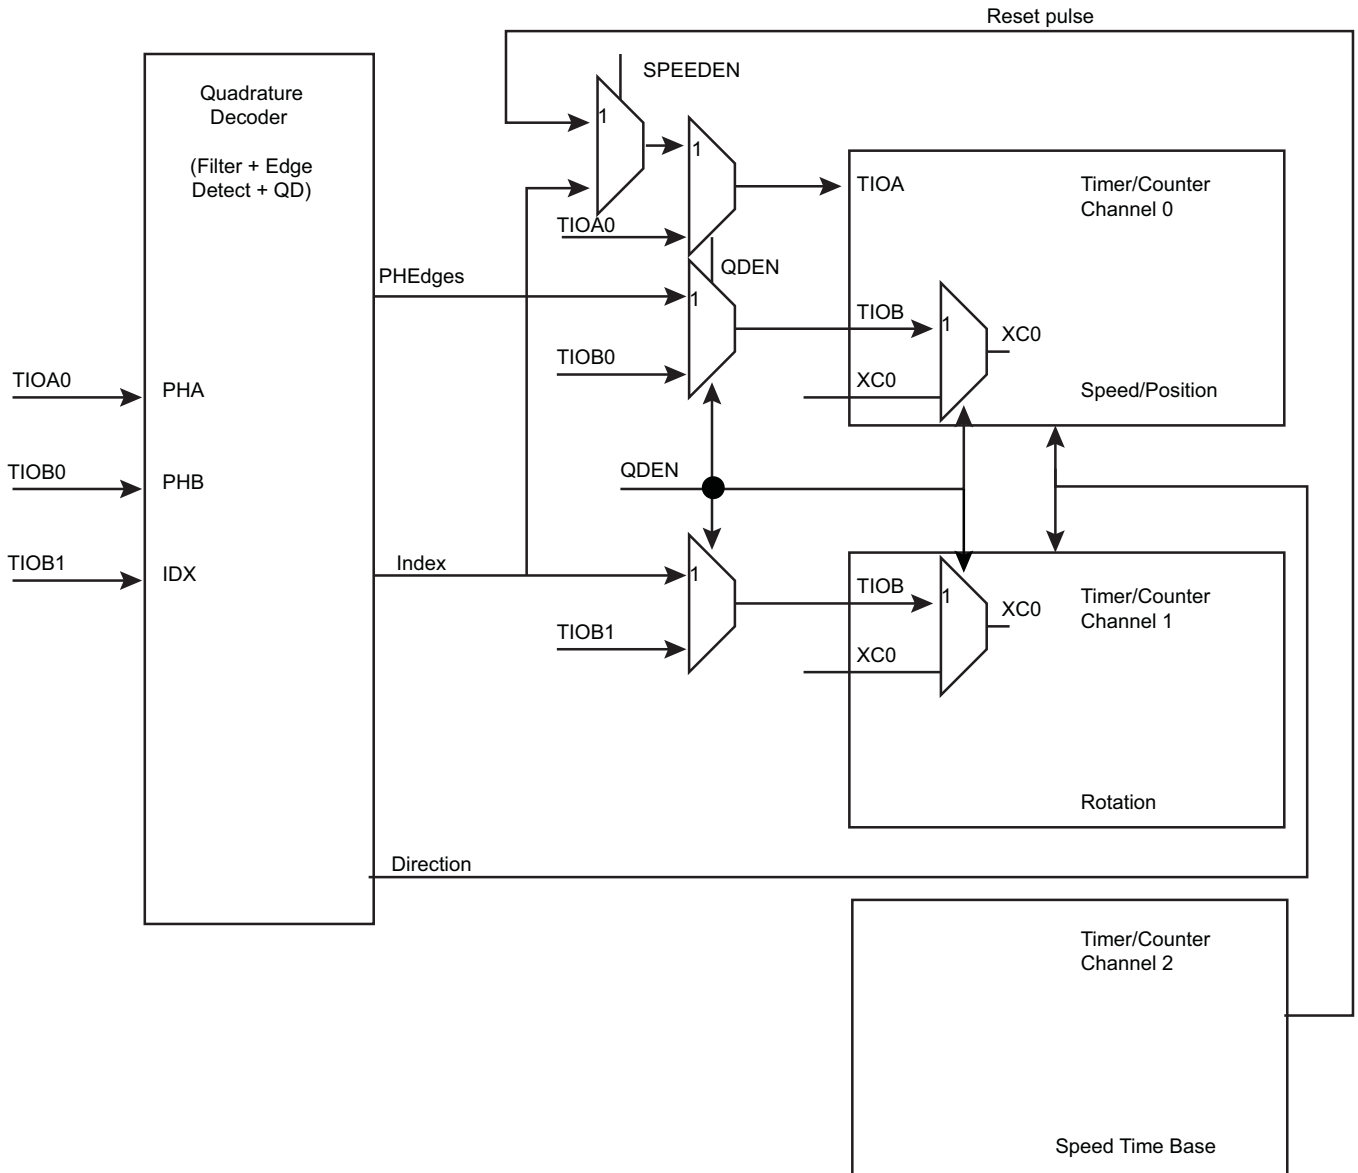 Reset pulse
SPEEDEN
Quadrature
Decoder
(Filter + Edge
Detect + QD)
1
1
TIOA
Timer/Counter
Channel 0
TIOA0
QDEN
PHEdges
1
TIOB
1
XC0
TIOB0
XC0
Speed/Position
TIOA0
PHA
TIOB0
PHB
QDEN
TIOB1
IDX
Index
1
TIOB
1
XC0
Timer/Counter
Channel 1
TIOB1
XC0
Rotation
Direction
Timer/Counter
Channel 2
Speed Time Base